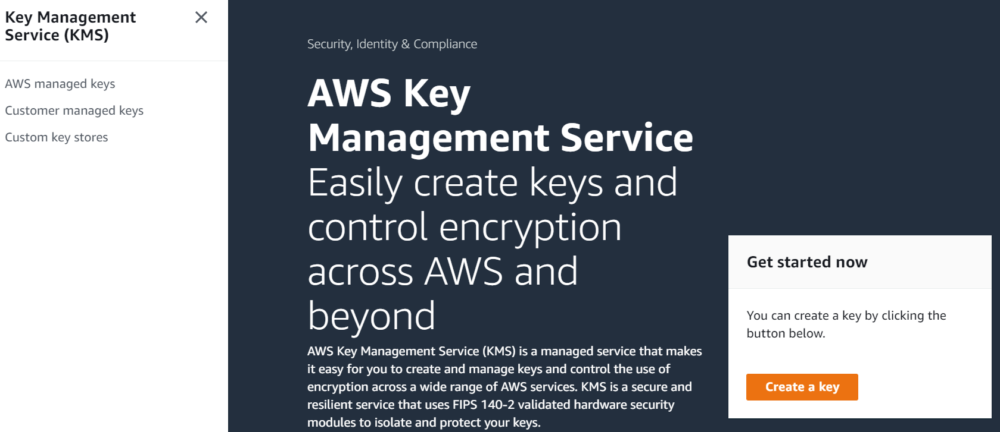 Key Management
Service (KMS)
AWS managed keys
Customer managed keys
Custom key stores
Security, Identity & Compliance
AWS Key
Management Service
Easily create keys and
control encryption
across AWS and
beyond
AWS Key Management Service (KMS) is a managed service that makes
it easy for you to create and manage keys and control the use of
encryption across a wide range of AWS services. KMS is a secure and
resilient service that uses FIPS 140-2 validated hardware security
modules to isolate and protect your keys.
Get started now
You can create a key by clicking the
button below.
Create a key